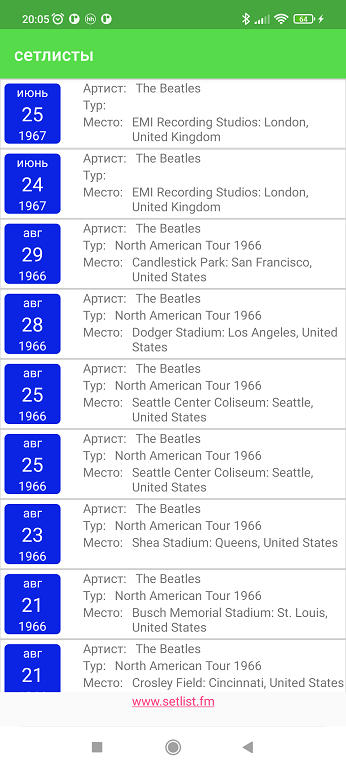 20:05
64
сетлисты
июнь
25
1967
Артист: The Beatles
Тур:
Место: EMI Recording Studios: London,
United Kingdom
июнь
24
1967
Артист: The Beatles
Тур:
Место: EMI Recording Studios: London,
United Kingdom
авг
29
1966
Артист: The Beatles
Тур: North American Tour 1966
Место: Candlestick Park: San Francisco,
United States
авг
28
1966
Артист: The Beatles
Тур: North American Tour 1966
Место: Dodger Stadium: Los Angeles, United
States
авг
25
1966
Артист: The Beatles
Тур: North American Tour 1966
Место: Seattle Center Coliseum: Seattle,
United States
авг
25
1966
Артист: The Beatles
Тур: North American Tour 1966
Место: Seattle Center Coliseum: Seattle,
United States
авг
23
1966
Артист: The Beatles
Тур: North American Tour 1966
Место: Shea Stadium: Queens, United States
авг
21
1966
Артист: The Beatles
Тур: North American Tour 1966
Место: Busch Memorial Stadium: St. Louis,
United States
авг
21
Артист: The Beatles
Тур: North American Tour 1966
Место: Crosley Field: Cincinnati, United States
www.setlist.fm